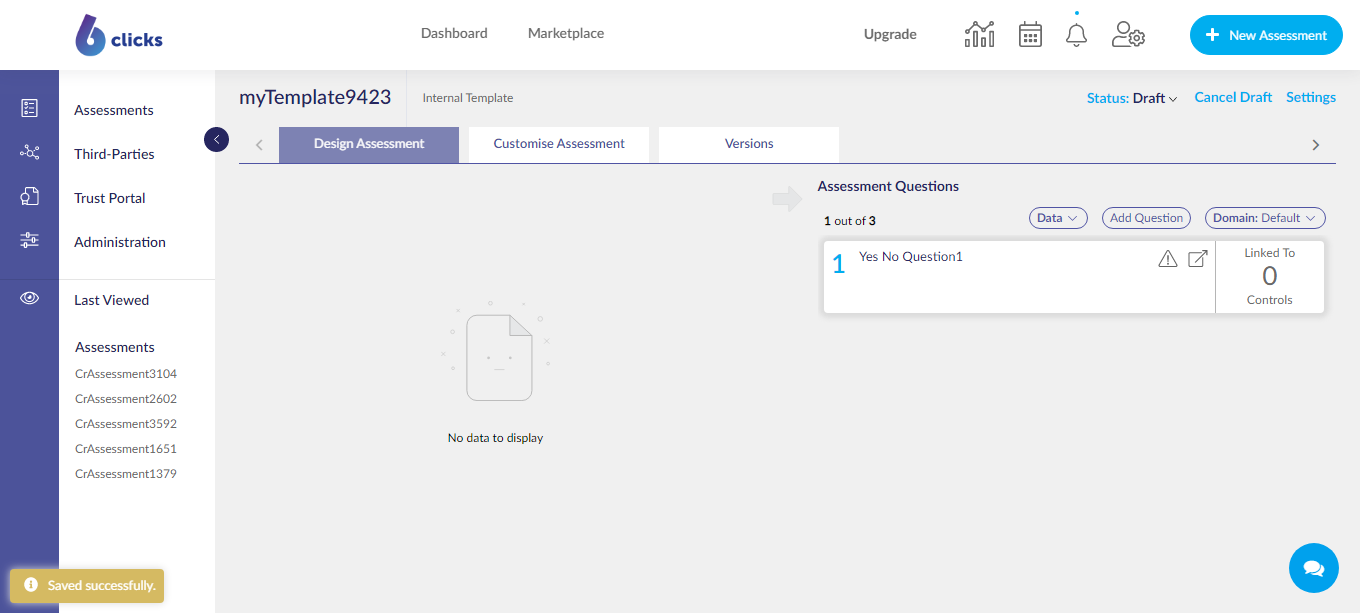 6clicks
Dashboard
Marketplace
Upgrade
New Assessment
Assessments
Third-Parties
Trust Portal
Administration
Last Viewed
Assessments
CrAssessment3104
CrAssessment2602
CrAssessment3592
CrAssessment1651
CrAssessment1379
Saved successfully.
myTemplate9423
Internal Template
Status: Draft
Cancel Draft
Settings
Design Assessment
Customise Assessment
Versions
No data to display
Assessment Questions
1 out of 3
Data
Add Question
Domain: Default
1
Yes No Question1
Linked To
0
Controls